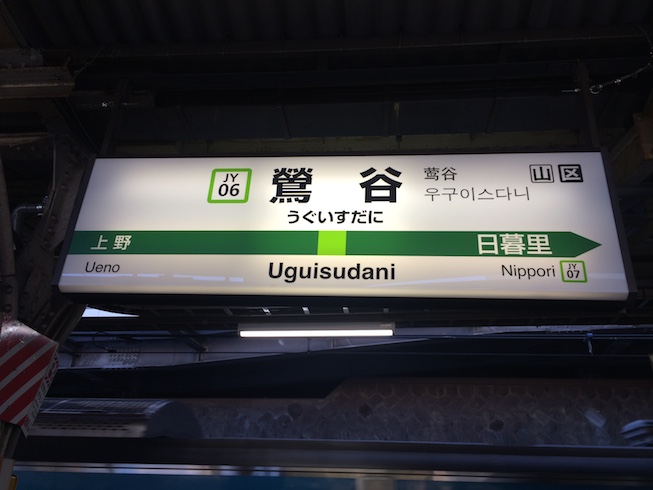 JY
06
鶯谷
莺谷
우구이스다니
山 区
うぐいすだに
上野
日暮里
Ueno
Uguisudani
Nippori
JY
07